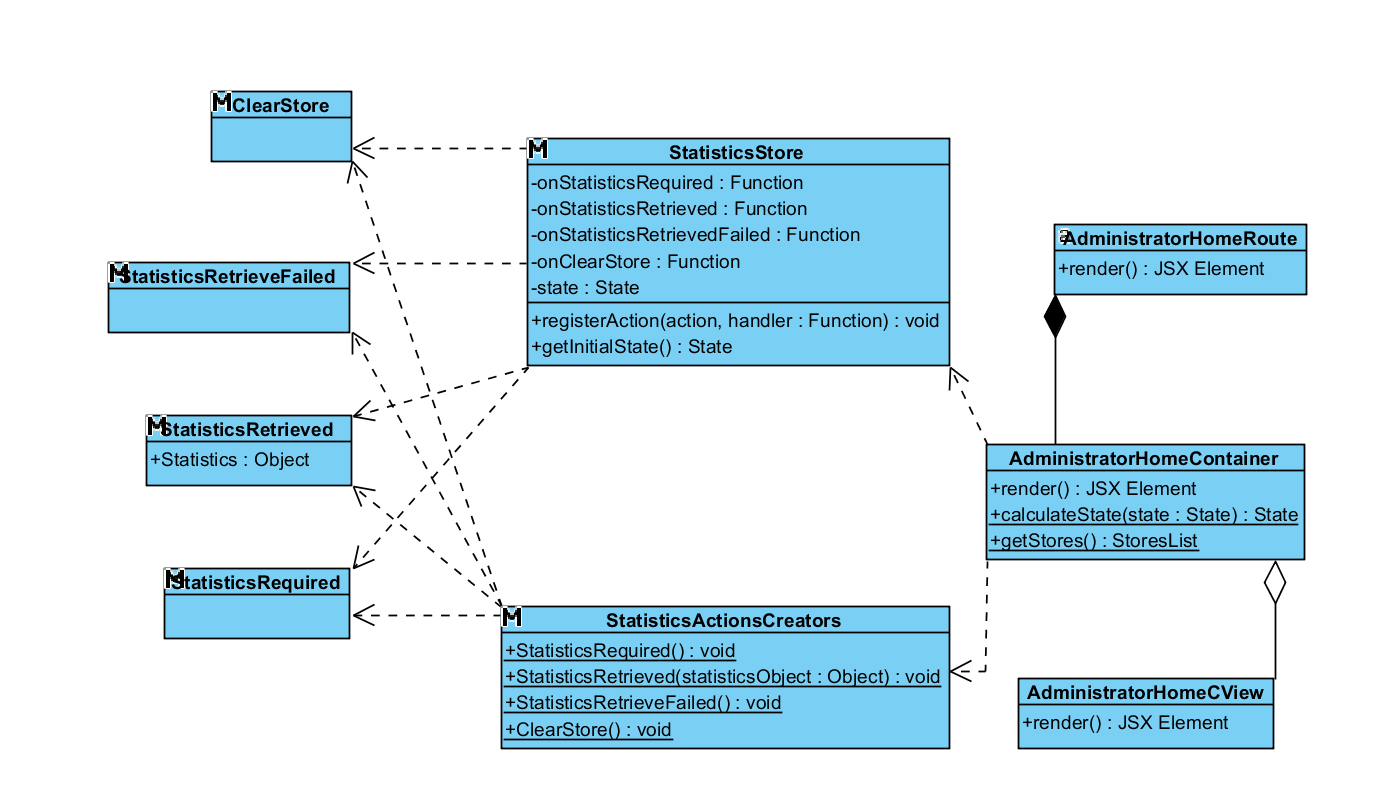 M ClearStore
M StatisticsStore
-onStatisticsRequired : Function
-onStatisticsRetrieved : Function
-onStatisticsRetrievedFailed : Function
-onClearStore : Function
-state : State
+registerAction(action, handler : Function) : void
+getInitialState() : State
a AdministratorHomeRoute
+render() : JSX Element
M StatisticsRetrieveFailed
M StatisticsRetrieved
+Statistics : Object
AdministratorHomeContainer
+render() : JSX Element
+calculateState(state : State) : State
+getStores() : StoresList
M StatisticsRequired
M StatisticsActionsCreators
+StatisticsRequired() : void
+StatisticsRetrieved(statisticsObject : Object) : void
+StatisticsRetrieveFailed() : void
+ClearStore() : void
AdministratorHomeCView
+render() : JSX Element